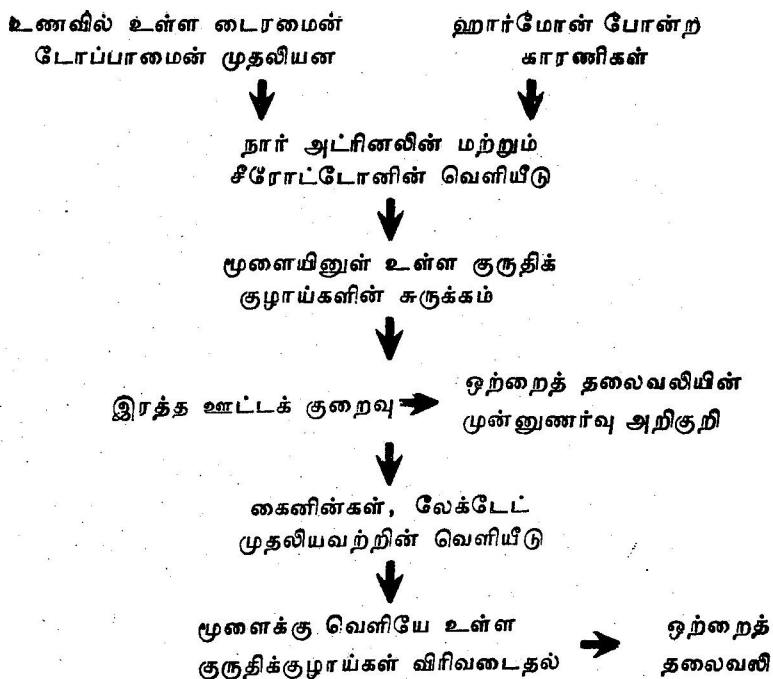 உணவில் உள்ள டைரமைன்
டோப்பாமைன் முதலியன
ஹார்மோன் போன்ற
காரணிகள்
நார் அட்ரினலின் மற்றும்
சீரோட்டோனின் வெளியீடு
மூளையினுள் உள்ள குருதிக்
குழாய்களின் சுருக்கம்
இரத்த ஊட்டக் குறைவு
ஒற்றைத் தலைவலியின்
முன்னுணர்வு அறிகுறி
கைனின்கள், லேக்டேட்
முதலியவற்றின் வெளியீடு
மூளைக்கு வெளியே உள்ள
குருதிக்குழாய்கள் விரிவடைதல்
ஒற்றைத்
தலைவலி